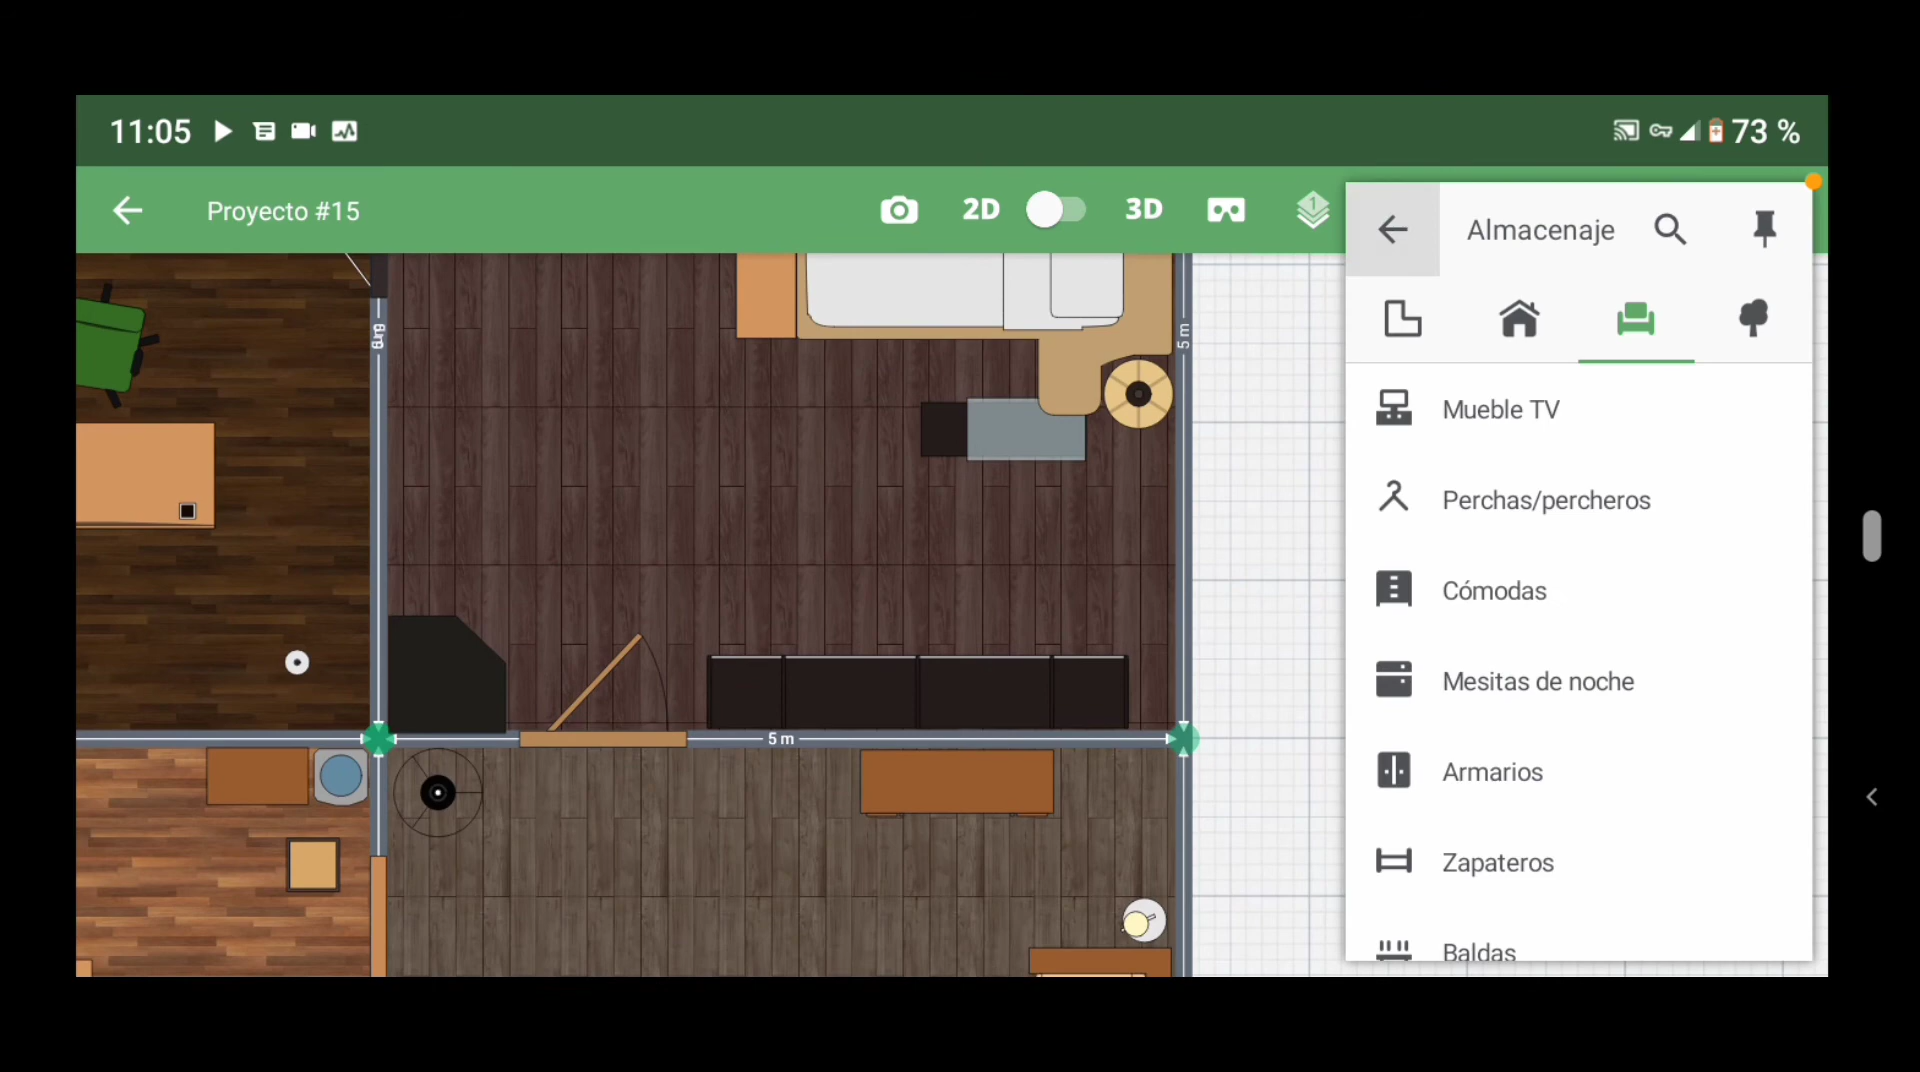 11:05
73 %
Proyecto #15
2D
3D
1
Almacenaje
Mueble TV
Perchas/percheros
Cómodas
Mesitas de noche
Armarios
Zapateros
Baldas
5 m
5 m